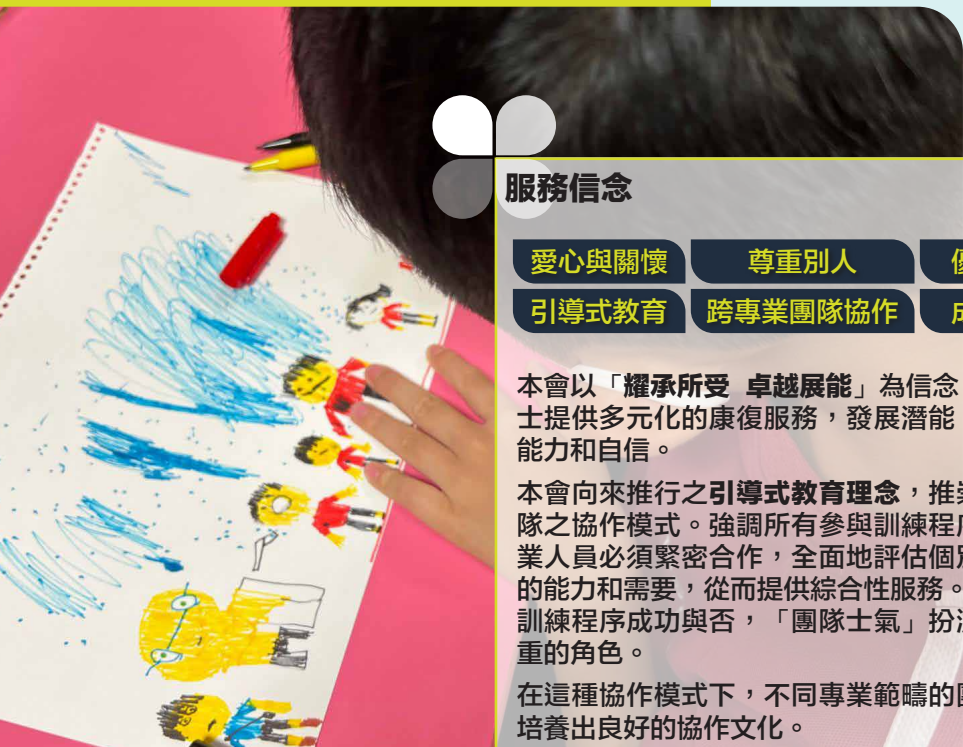 服務信念
愛心與關懷 尊重別人
引導式教育 跨專業團隊協作
本會以「耀承所受 卓越展能」為信念
士提供多元化的康復服務，發展潛能
能力和自信。
本會向來推行之引導式教育理念，推
隊之協作模式。強調所有參與訓練程
業人員必須緊密合作，全面地評估個
的能力和需要，從而提供綜合性服務。
訓練程序成功與否，「團隊士氣」扮
重的角色。
在這種協作模式下，不同專業範疇的
培養出良好的協作文化。